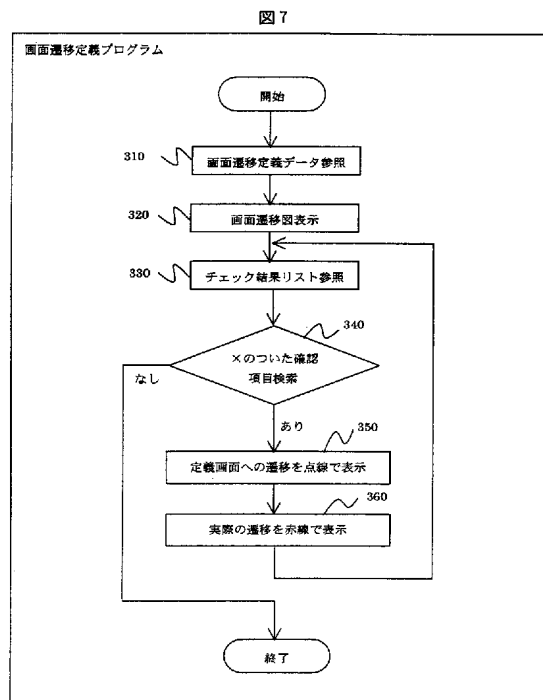 図7
画面遷移定義プログラム
開始
310
画面遷移定義データ参照
320
画面遷移図表示
330
チェック結果リスト参照
340
×のついた確認
項目検索
なし
あり
350
定義画面への遷移を点線で表示
360
実際の遷移を赤線で表示
終了